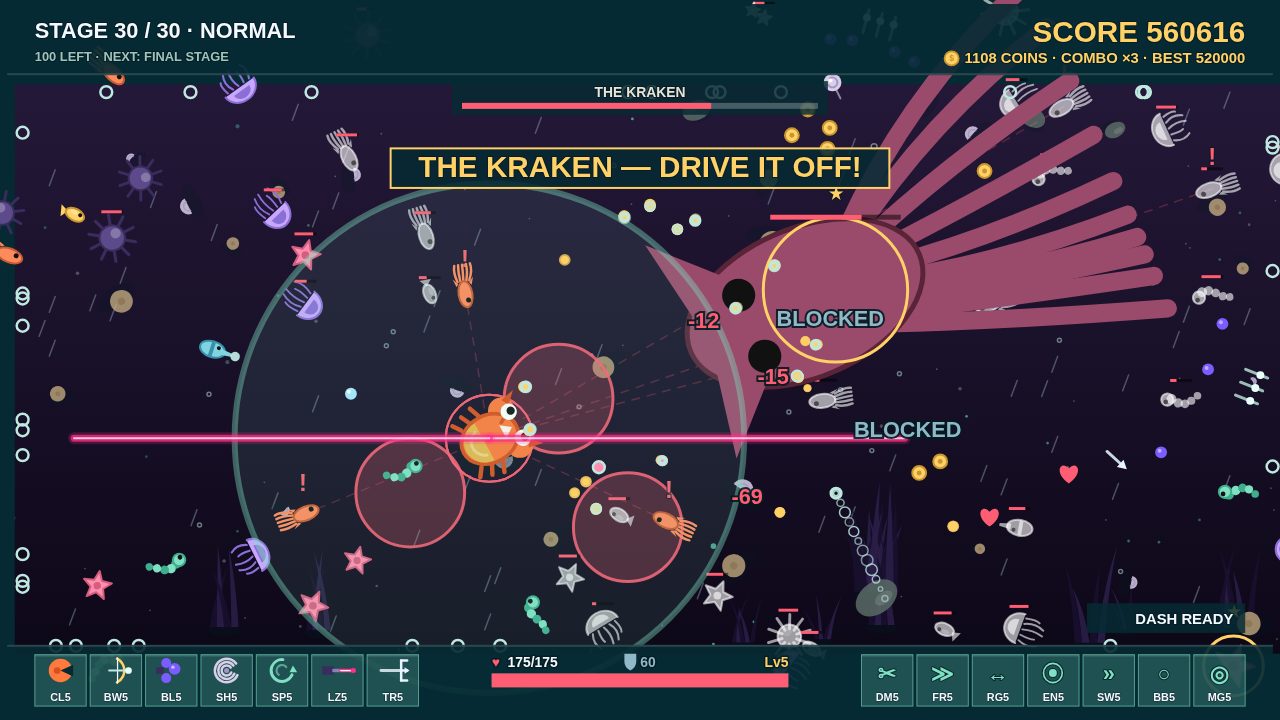 STAGE 30 / 30 · NORMAL
100 LEFT · NEXT: FINAL STAGE
SCORE 560616
1108 COINS · COMBO ×3 · BEST 520000
THE KRAKEN
THE KRAKEN — DRIVE IT OFF!
!
!
-12
BLOCKED
-15
BLOCKED
!
!
-69
DASH READY
CL5 BW5 BL5 SH5 SP5 LZ5 TR5
♥ 175/175 60 Lv5
DM5 FR5 RG5 EN5 SW5 BB5 MG5